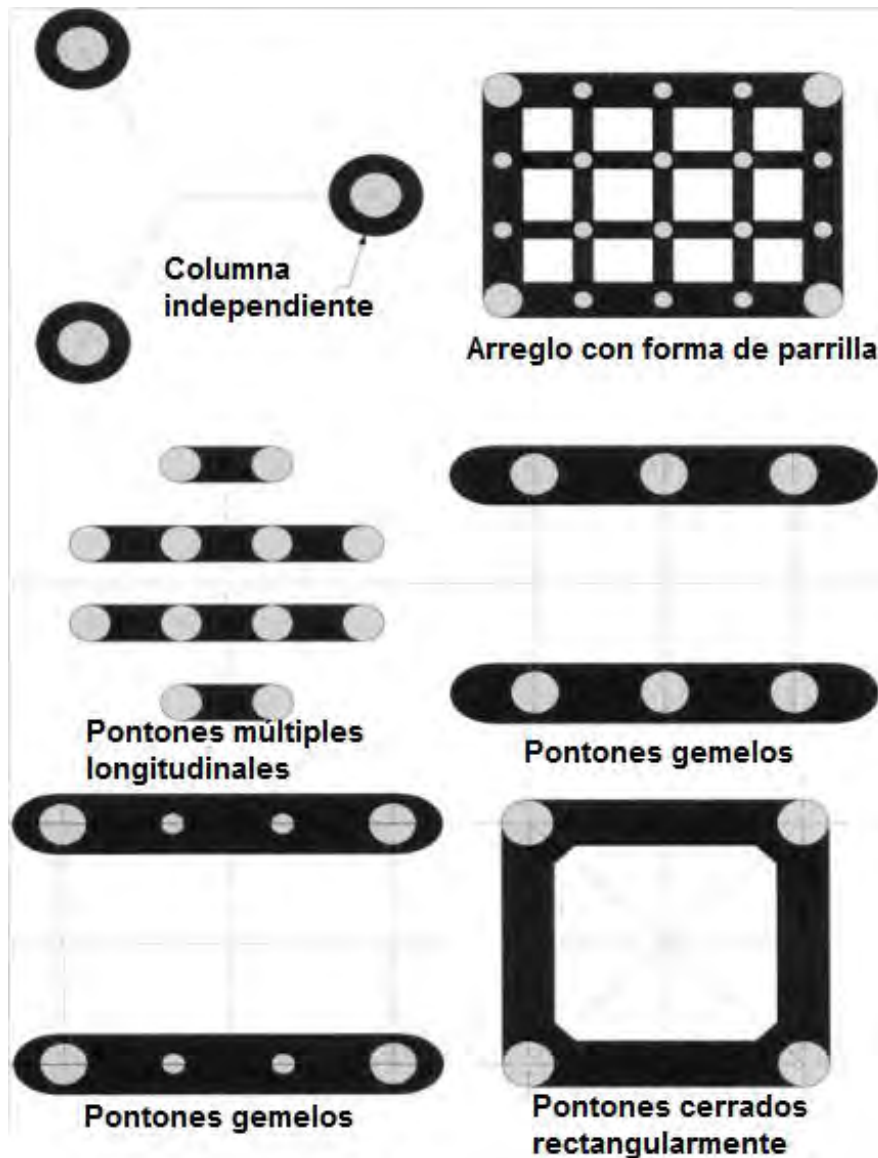 Columna
independiente
Arreglo con forma de parrilla
Pontones múltiples
longitudinales
Pontones gemelos
Pontones gemelos
Pontones cerrados
rectangularmente